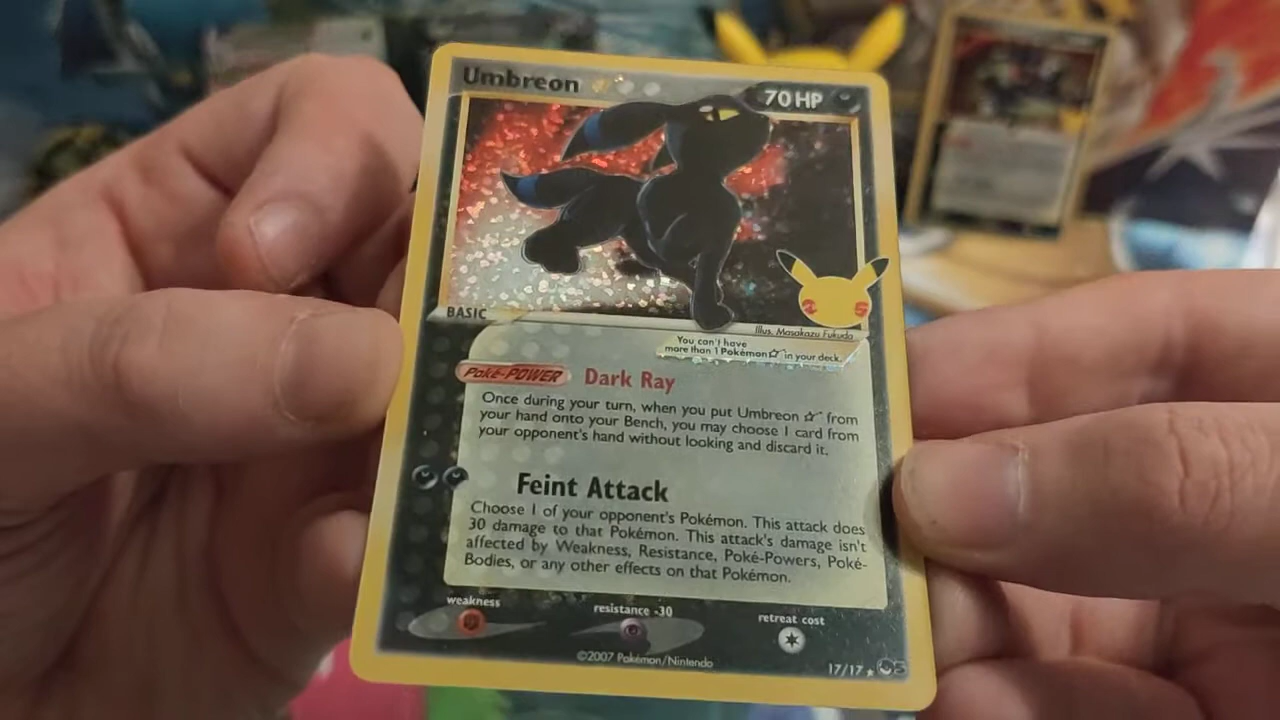 Umbreon ☆
70 HP
BASIC
Illus. Masakazu Fukuda
You can't have
more than 1 Pokémon ☆ in your deck.
Poké-POWER Dark Ray
Once during your turn, when you put Umbreon ☆ from
your hand onto your Bench, you may choose 1 card from
your opponent's hand without looking and discard it.
Feint Attack
Choose 1 of your opponent's Pokémon. This attack does
30 damage to that Pokémon. This attack's damage isn't
affected by Weakness, Resistance, Poké-Powers, Poké-
Bodies, or any other effects on that Pokémon.
weakness
resistance -30
retreat cost
©2007 Pokémon/Nintendo
17/17 ★ 5